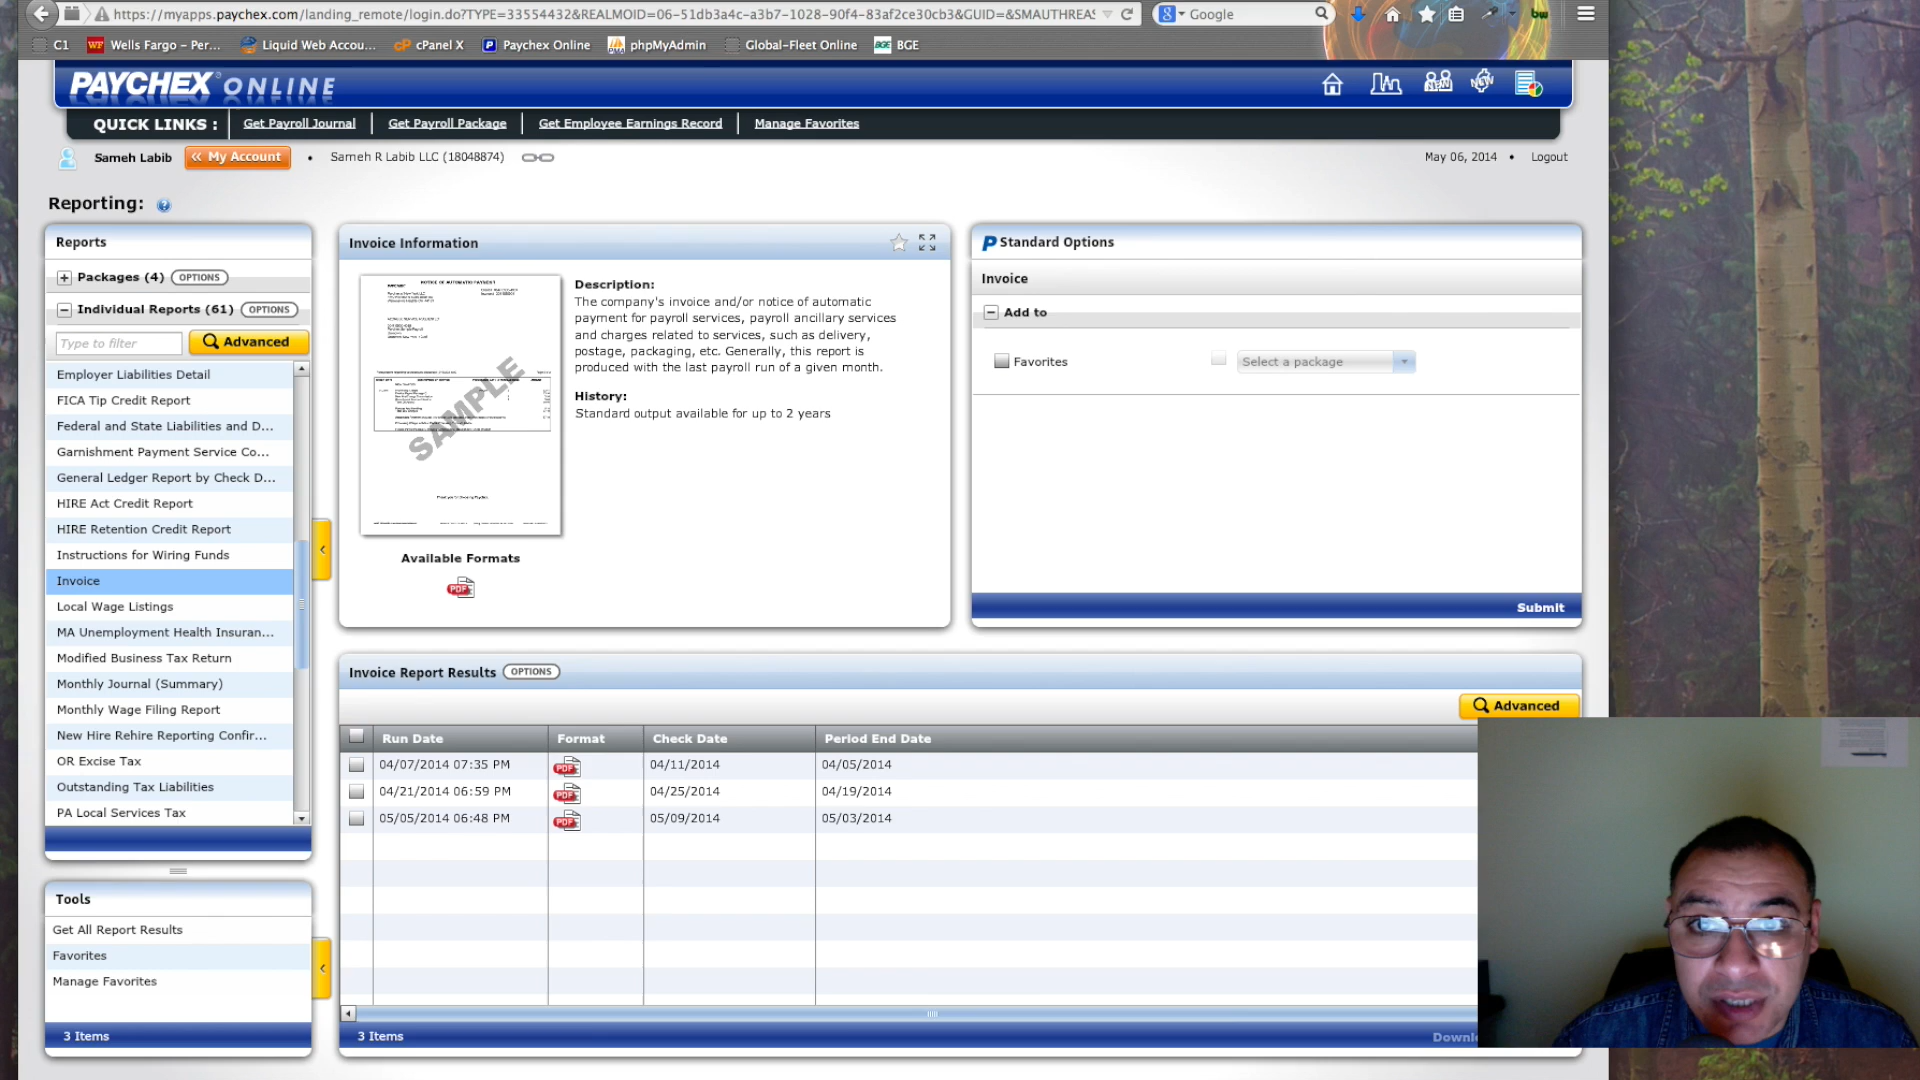 https://myapps.paychex.com/landing_remote/login.do?TYPE=33554432&REALMOID=06-51db3a4c-a3b7-1028-90f4-83af2ce30cb3&GUID=&SMAUTHREAS
Google
bw
C1
WF Wells Fargo – Per...
Liquid Web Accou...
cPanel X
Paychex Online
phpMyAdmin
Global-Fleet Online
BGE BGE
PAYCHEX ONLINE
NEW
NEW
QUICK LINKS :
Get Payroll Journal
Get Payroll Package
Get Employee Earnings Record
Manage Favorites
Sameh Labib
« My Account
• Sameh R Labib LLC (18048874)
May 06, 2014 • Logout
Reporting:
Reports
Packages (4) OPTIONS
Individual Reports (61) OPTIONS
Type to filter
Advanced
Employer Liabilities Detail
FICA Tip Credit Report
Federal and State Liabilities and D...
Garnishment Payment Service Co...
General Ledger Report by Check D...
HIRE Act Credit Report
HIRE Retention Credit Report
Instructions for Wiring Funds
Invoice
Local Wage Listings
MA Unemployment Health Insuran...
Modified Business Tax Return
Monthly Journal (Summary)
Monthly Wage Filing Report
New Hire Rehire Reporting Confir...
OR Excise Tax
Outstanding Tax Liabilities
PA Local Services Tax
Tools
Get All Report Results
Favorites
Manage Favorites
3 Items
Invoice Information
NOTICE OF AUTOMATIC PAYMENT
SAMPLE
Description:
The company's invoice and/or notice of automatic
payment for payroll services, payroll ancillary services
and charges related to services, such as delivery,
postage, packaging, etc. Generally, this report is
produced with the last payroll run of a given month.
History:
Standard output available for up to 2 years
Available Formats
PDF
Standard Options
Invoice
Add to
Favorites
Select a package
Submit
Invoice Report Results OPTIONS
Advanced
Run Date Format Check Date Period End Date
04/07/2014 07:35 PM PDF 04/11/2014 04/05/2014
04/21/2014 06:59 PM PDF 04/25/2014 04/19/2014
05/05/2014 06:48 PM PDF 05/09/2014 05/03/2014
3 Items
Downl